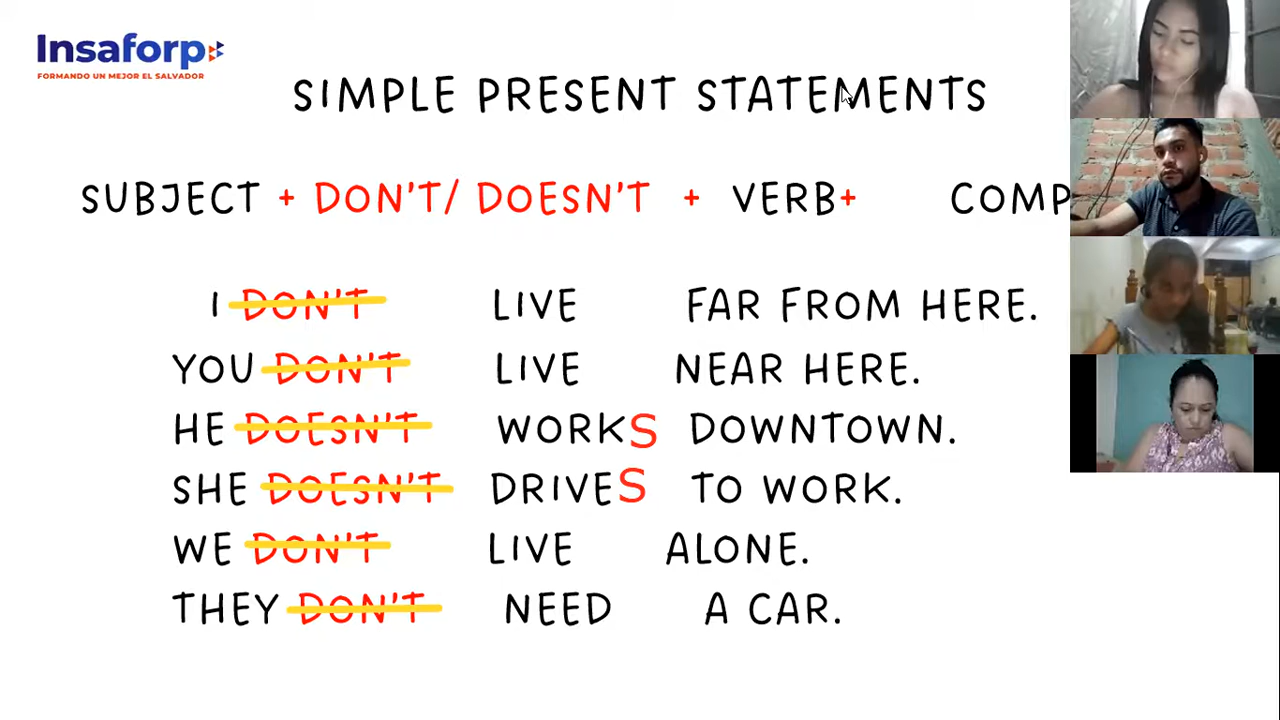 Insaforp
FORMANDO UN MEJOR EL SALVADOR
SIMPLE PRESENT STATEMENTS
SUBJECT + DON'T/ DOESN'T + VERB+ COMP
I DON'T LIVE FAR FROM HERE.
YOU DON'T LIVE NEAR HERE.
HE DOESN'T WORKS DOWNTOWN.
SHE DOESN'T DRIVES TO WORK.
WE DON'T LIVE ALONE.
THEY DON'T NEED A CAR.